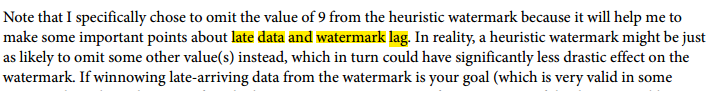 Note that I specifically chose to omit the value of 9 from the heuristic watermark because it will help me to
make some important points about late data and watermark lag. In reality, a heuristic watermark might be just
as likely to omit some other value(s) instead, which in turn could have significantly less drastic effect on the
watermark. If winnowing late-arriving data from the watermark is your goal (which is very valid in some